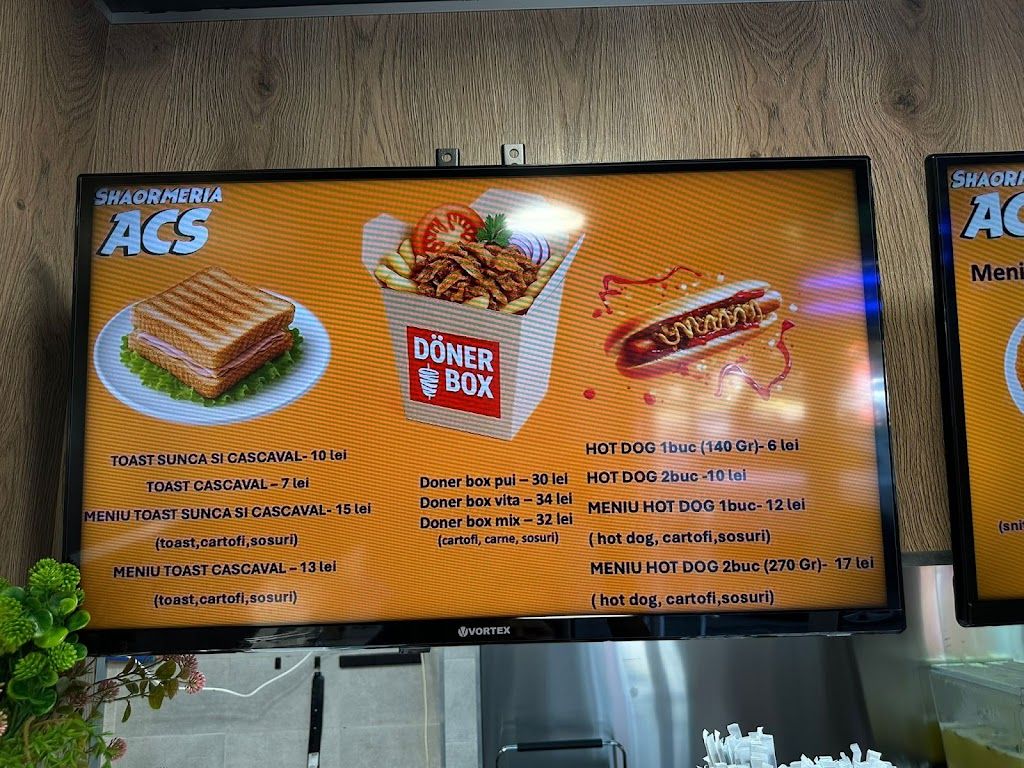 SHAORMERIA
ACS
DÖNER
BOX
TOAST SUNCA SI CASCAVAL- 10 lei
TOAST CASCAVAL – 7 lei
MENIU TOAST SUNCA SI CASCAVAL- 15 lei
(toast,cartofi,sosuri)
MENIU TOAST CASCAVAL – 13 lei
(toast,cartofi,sosuri)
Doner box pui – 30 lei
Doner box vita – 34 lei
Doner box mix – 32 lei
(cartofi, carne, sosuri)
HOT DOG 1buc (140 Gr)- 6 lei
HOT DOG 2buc -10 lei
MENIU HOT DOG 1buc- 12 lei
( hot dog, cartofi,sosuri)
MENIU HOT DOG 2buc (270 Gr)- 17 lei
( hot dog, cartofi,sosuri)
VORTEX
Meni